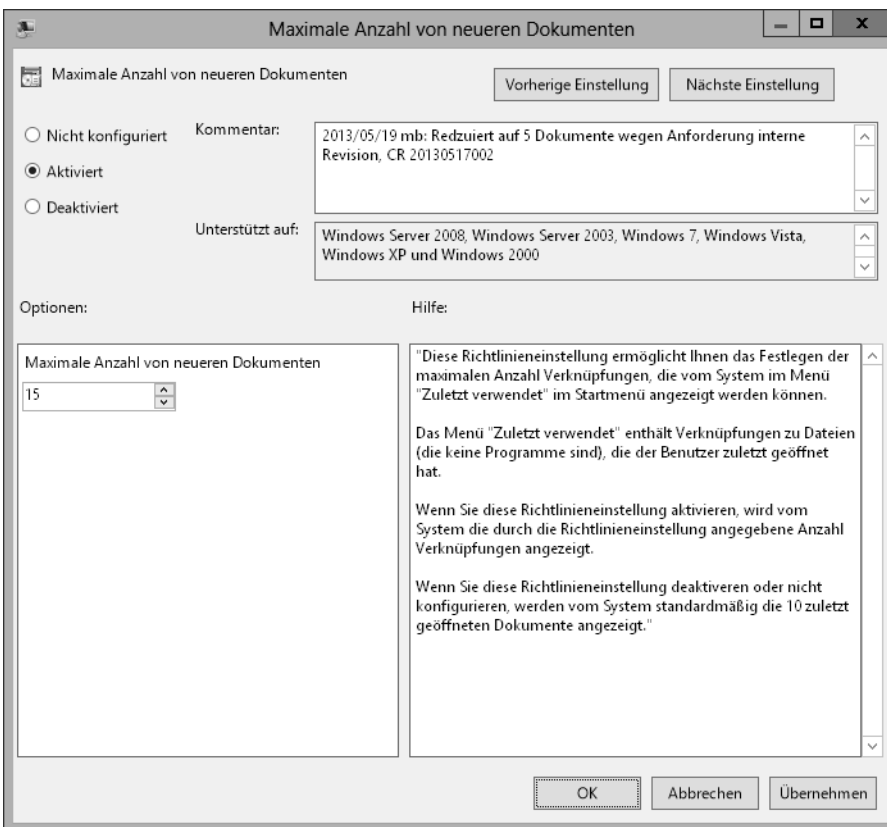 Maximale Anzahl von neueren Dokumenten
Maximale Anzahl von neueren Dokumenten
Vorherige Einstellung
Nächste Einstellung
Nicht konfiguriert
Aktiviert
Deaktiviert
Kommentar:
2013/05/19 mb: Redzuiert auf 5 Dokumente wegen Anforderung interne
Revision, CR 20130517002
Unterstützt auf:
Windows Server 2008, Windows Server 2003, Windows 7, Windows Vista,
Windows XP und Windows 2000
Optionen:
Maximale Anzahl von neueren Dokumenten
15
Hilfe:
"Diese Richtlinieneinstellung ermöglicht Ihnen das Festlegen der
maximalen Anzahl Verknüpfungen, die vom System im Menü
"Zuletzt verwendet" im Startmenü angezeigt werden können.
Das Menü "Zuletzt verwendet" enthält Verknüpfungen zu Dateien
(die keine Programme sind), die der Benutzer zuletzt geöffnet
hat.
Wenn Sie diese Richtlinieneinstellung aktivieren, wird vom
System die durch die Richtlinieneinstellung angegebene Anzahl
Verknüpfungen angezeigt.
Wenn Sie diese Richtlinieneinstellung deaktiveren oder nicht
konfigurieren, werden vom System standardmäßig die 10 zuletzt
geöffneten Dokumente angezeigt."
OK
Abbrechen
Übernehmen